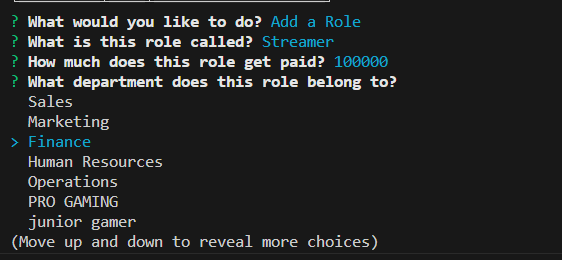 ? What would you like to do? Add a Role
? What is this role called? Streamer
? How much does this role get paid? 100000
? What department does this role belong to?
Sales
Marketing
> Finance
Human Resources
Operations
PRO GAMING
junior gamer
(Move up and down to reveal more choices)